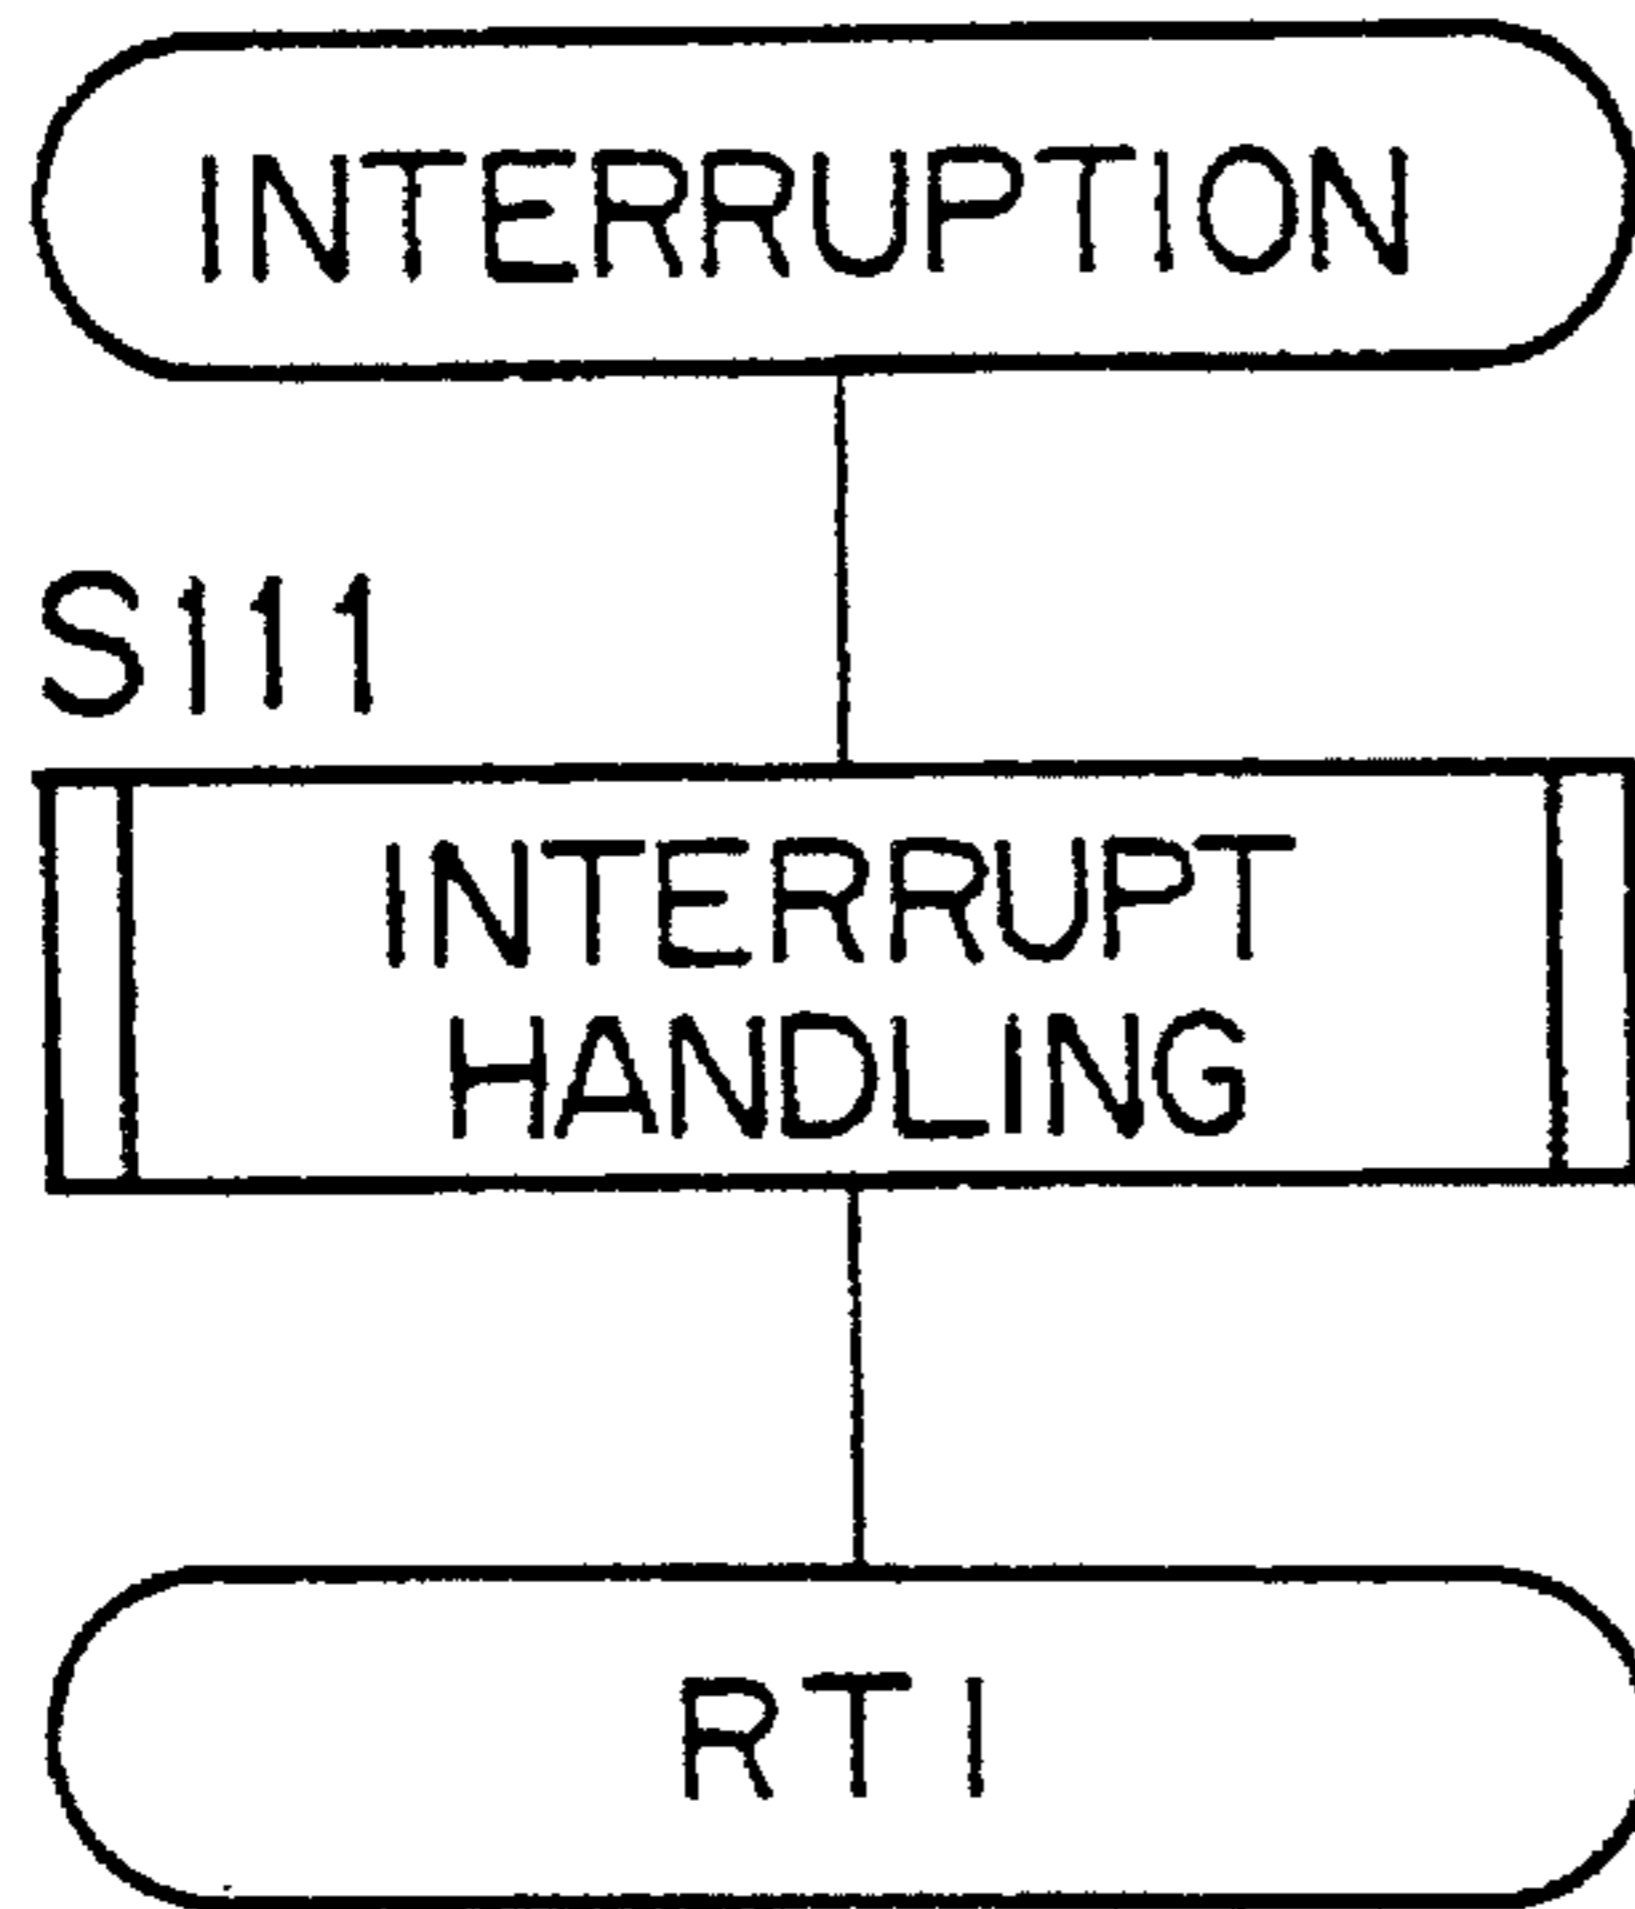 INTERRUPTION
S111
INTERRUPT
HANDLING
RTI